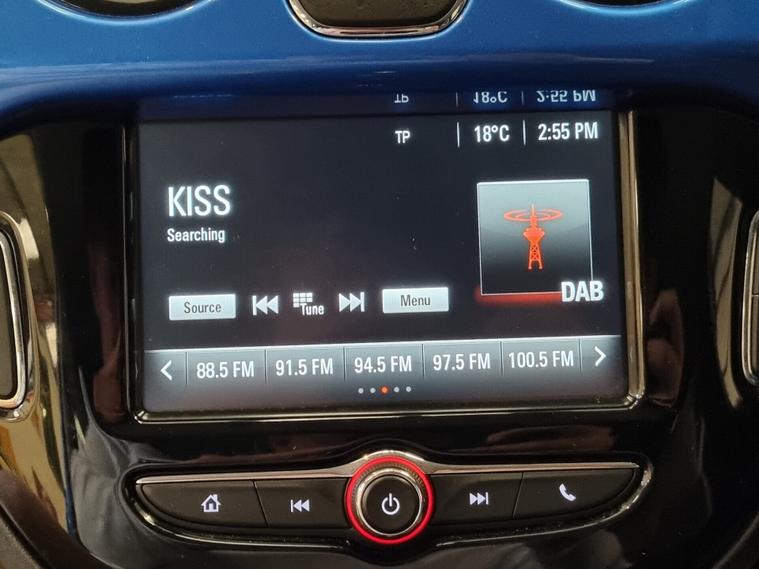 TP 18°C 2:55 PM
KISS
Searching
DAB
Source Tune Menu
88.5 FM 91.5 FM 94.5 FM 97.5 FM 100.5 FM